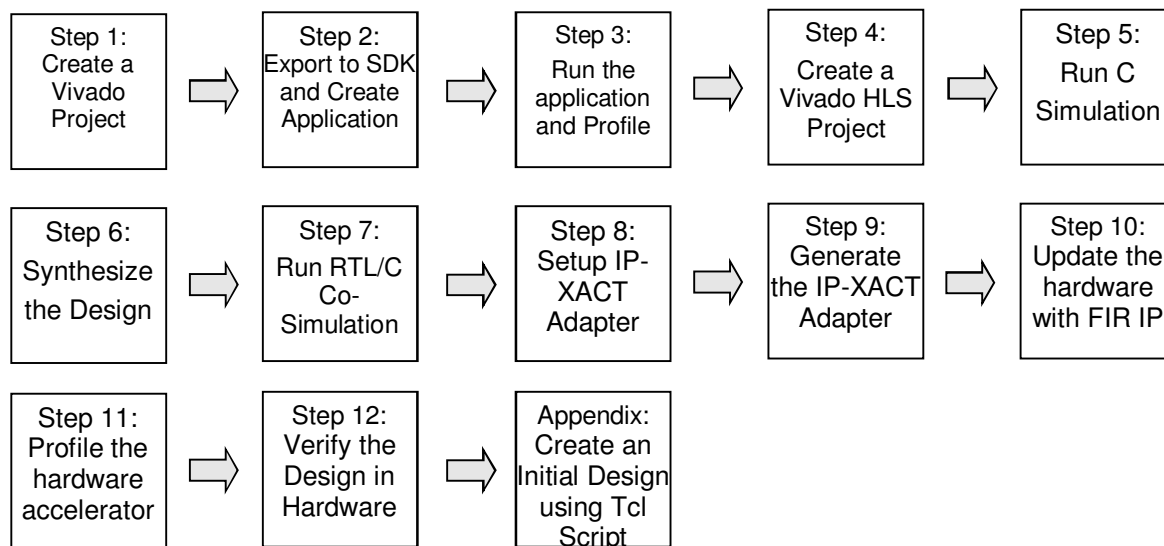 Step 1:
Create a
Vivado
Project
Step 2:
Export to SDK
and Create
Application
Step 3:
Run the
application
and Profile
Step 4:
Create a
Vivado HLS
Project
Step 5:
Run C
Simulation
Step 6:
Synthesize
the Design
Step 7:
Run RTL/C
Co-
Simulation
Step 8:
Setup IP-
XACT
Adapter
Step 9:
Generate
the IP-XACT
Adapter
Step 10:
Update the
hardware
with FIR IP
Step 11:
Profile the
hardware
accelerator
Step 12:
Verify the
Design in
Hardware
Appendix:
Create an
Initial Design
using Tcl
Script